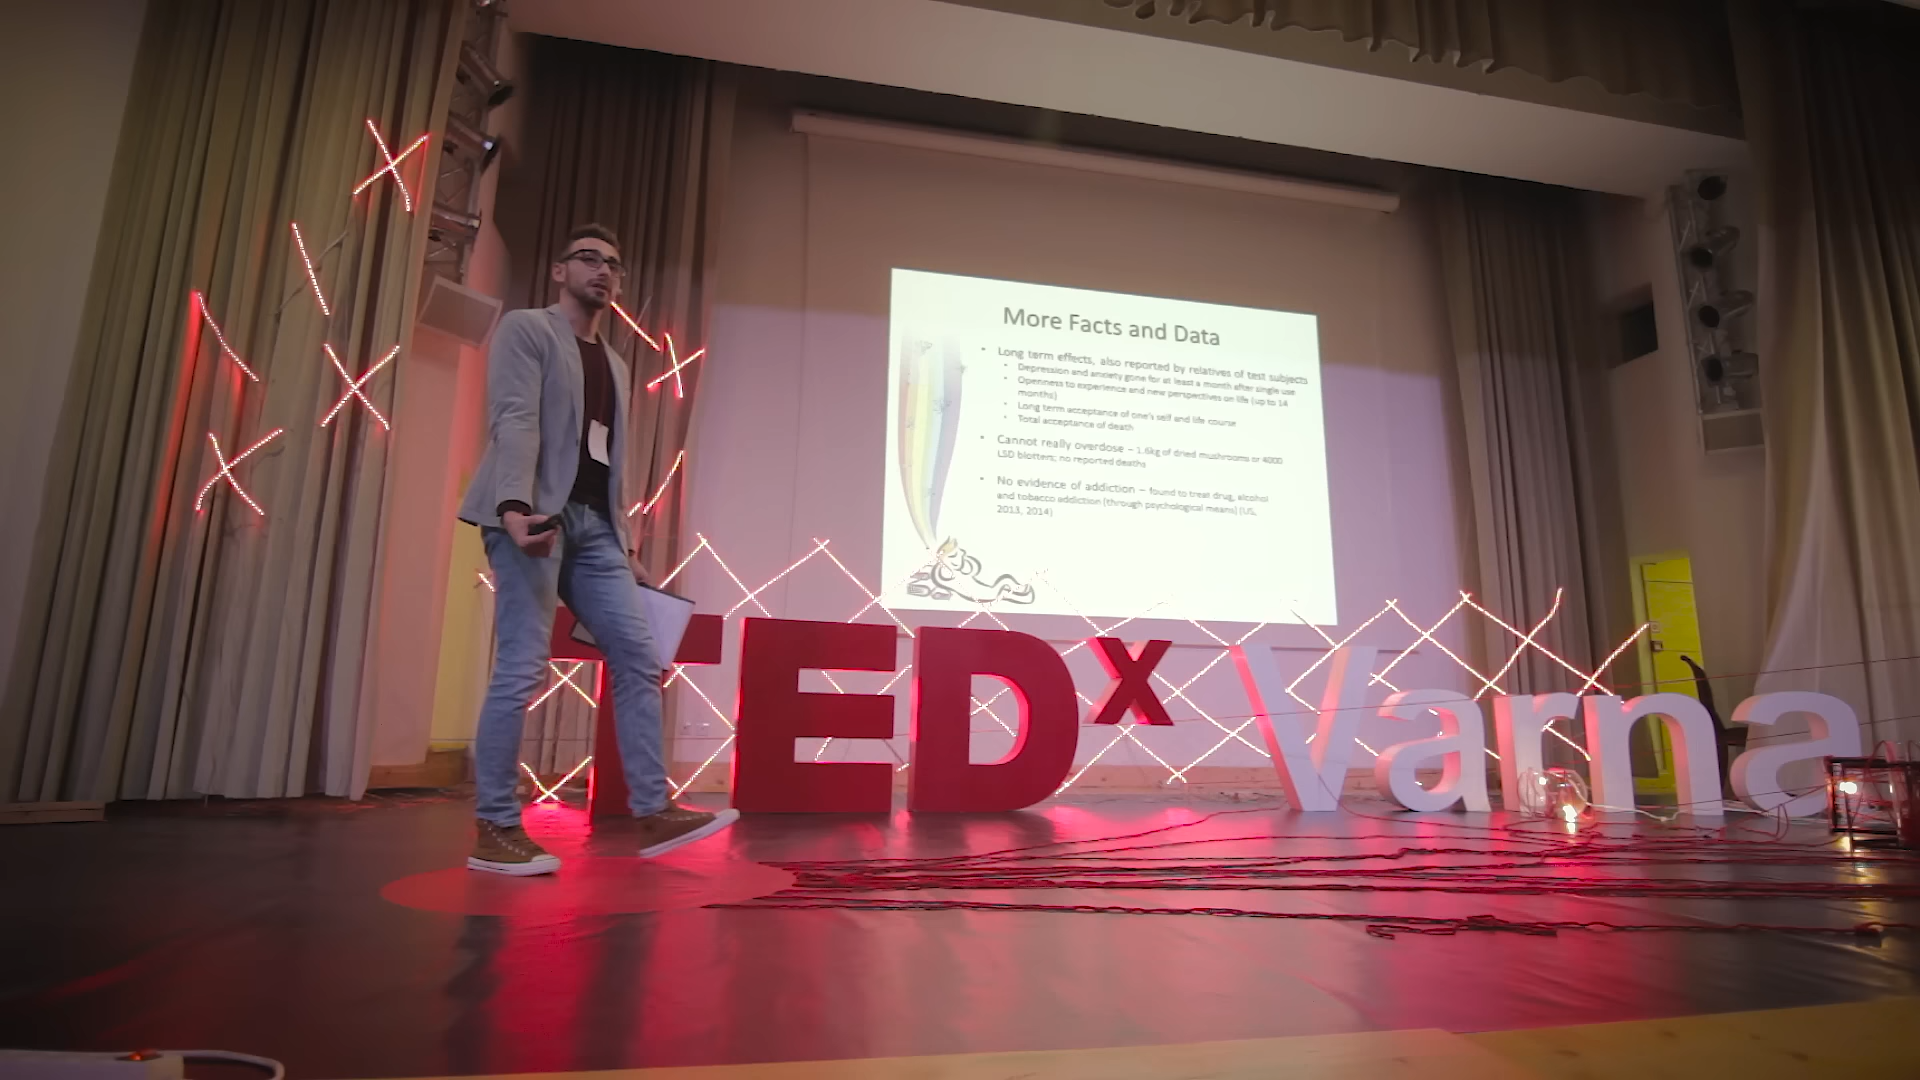 More Facts and Data
• Long term effects, also reported by relatives of test subjects
• Depression and anxiety gone for at least a month after single use
• Openness to experience and new perspectives on life (up to 14
months)
• Long term acceptance of one's self and life course
• Total acceptance of death
• Cannot really overdose – 1.6kg of dried mushrooms or 4000
LSD blotters; no reported deaths
• No evidence of addiction – found to treat drug, alcohol
and tobacco addiction (through psychological means) (US,
2013, 2014)
TEDx Varna